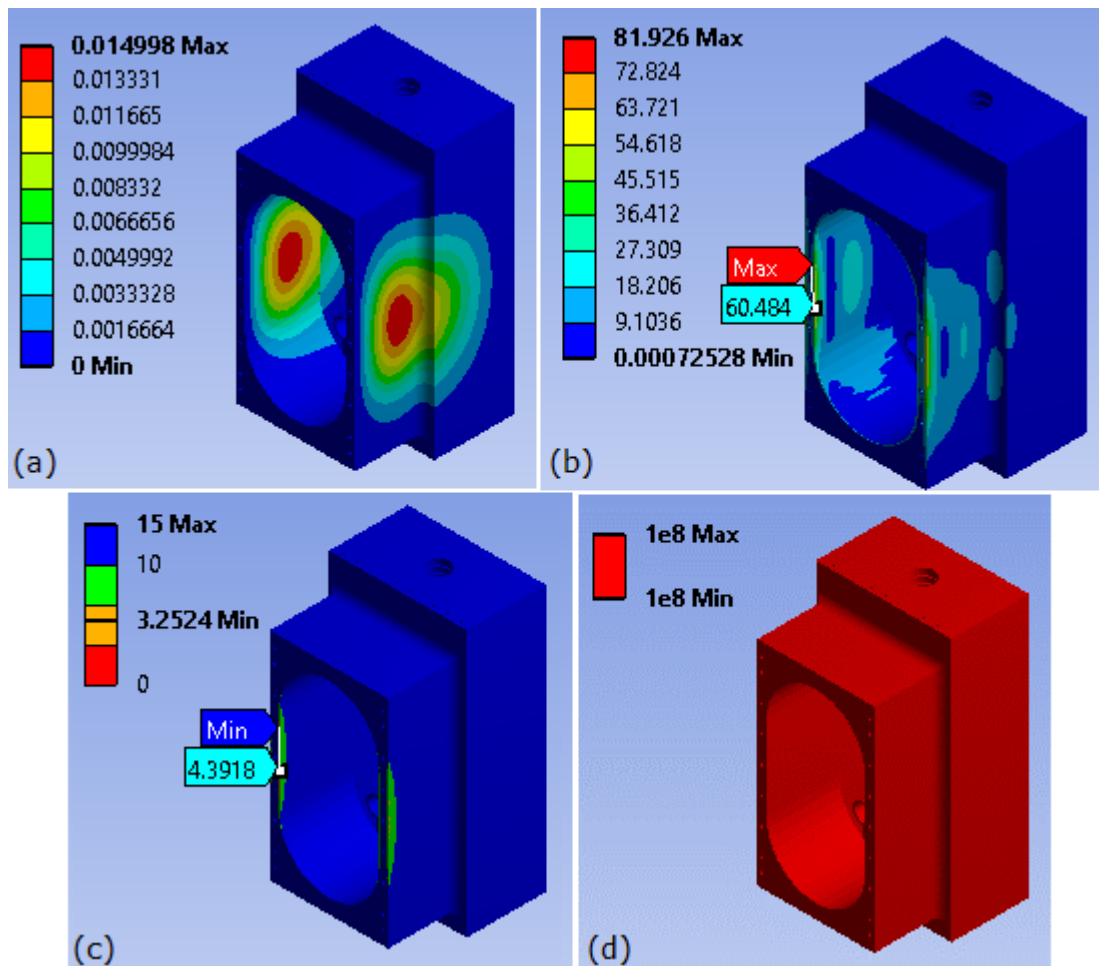 0.014998 Max
0.013331
0.011665
0.0099984
0.008332
0.0066656
0.0049992
0.0033328
0.0016664
0 Min
(a)
81.926 Max
72.824
63.721
54.618
45.515
36.412
27.309
18.206
9.1036
0.00072528 Min
Max
60.484
(b)
15 Max
10
3.2524 Min
0
Min
4.3918
(c)
1e8 Max
1e8 Min
(d)